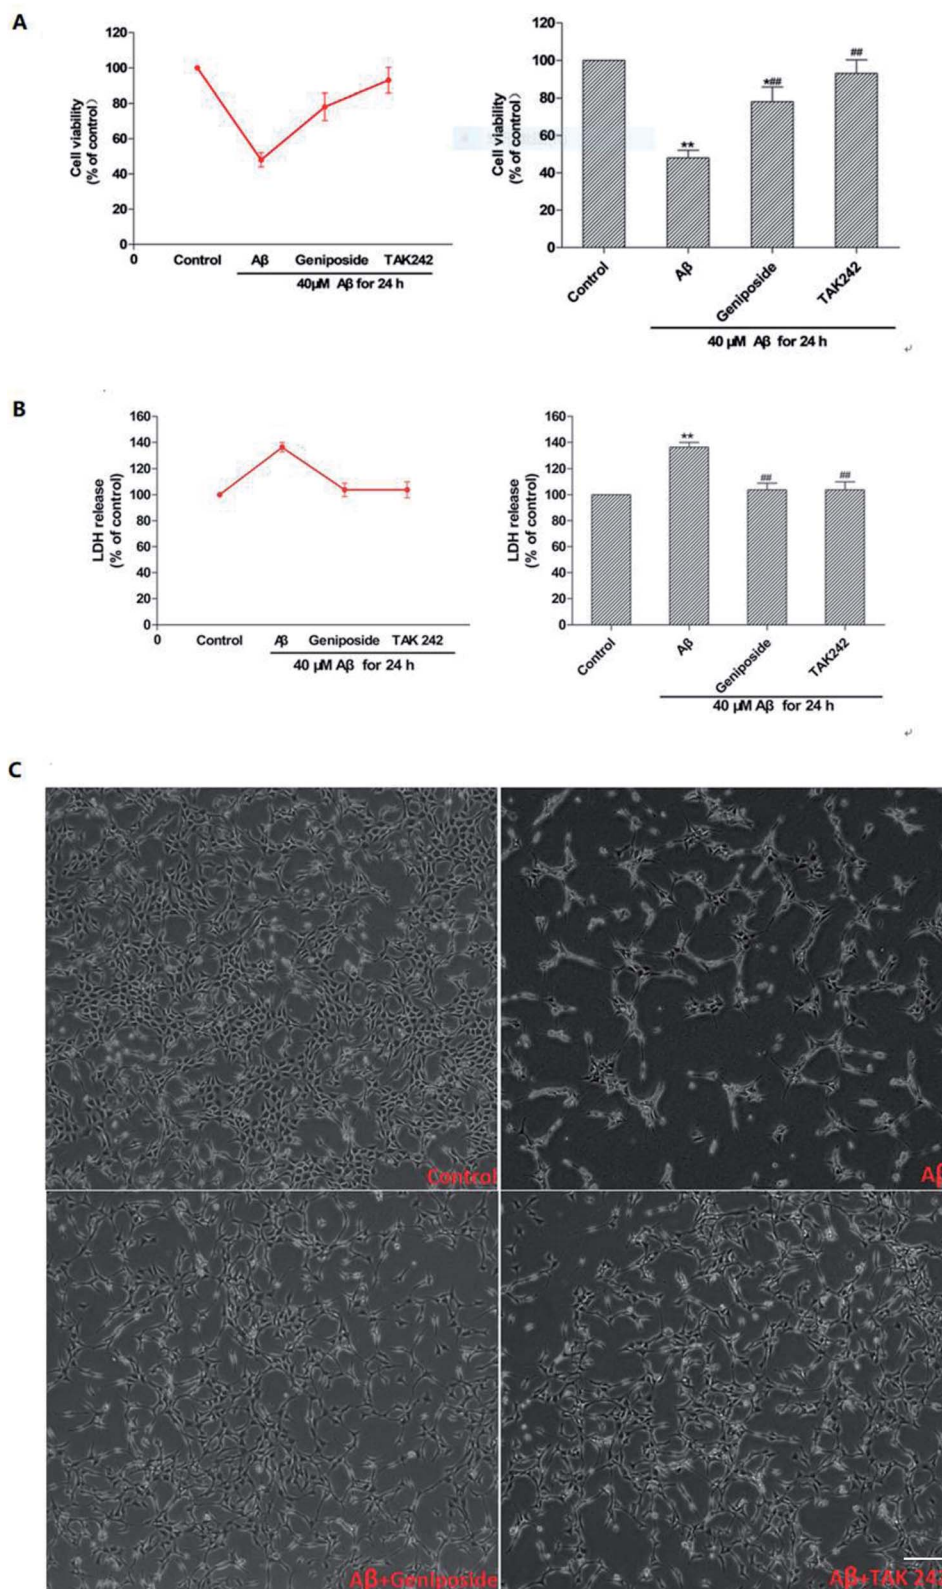 A
Cell viability
(% of control)
120
100
80
60
40
20
0
0 Control Aβ Geniposide TAK242
40μM Aβ for 24 h
Cell viability
(% of control)
120
100
80
60
40
20
0
**
*##
##
Control
Aβ
Geniposide
TAK242
40 μM Aβ for 24 h
B
LDH release
(% of control)
160
140
120
100
80
60
40
20
0
0 Control Aβ Geniposide TAK 242
40 μM Aβ for 24 h
LDH release
(% of control)
160
140
120
100
80
60
40
20
0
**
##
##
Control
Aβ
Geniposide
TAK242
40 μM Aβ for 24 h
C
Control
Aβ
Aβ+Geniposide
Aβ+TAK 242